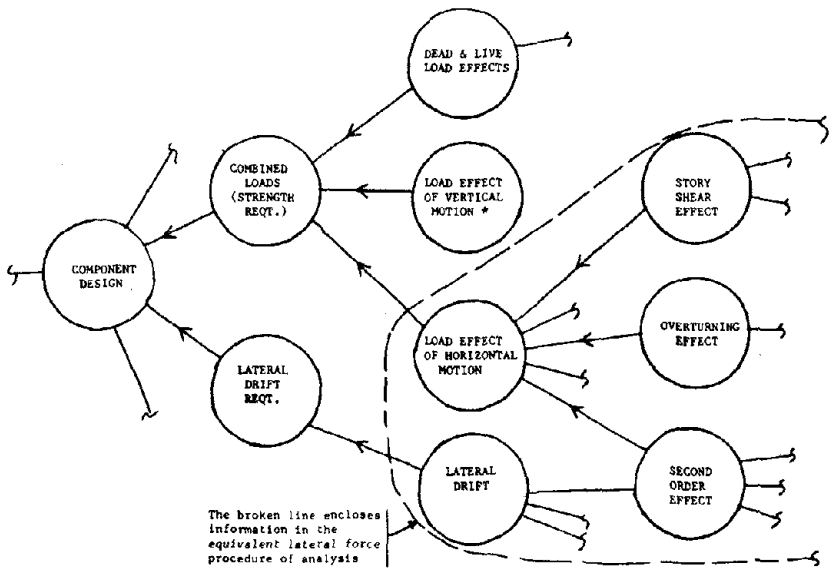 DEAD & LIVE
LOAD EFFECTS
COMBINED
LOADS
(STRENGTH
REQT.)
LOAD EFFECT
OF VERTICAL
MOTION *
STORY
SHEAR
EFFECT
COMPONENT
DESIGN
LOAD EFFECT
OF HORIZONTAL
MOTION
OVERTURNING
EFFECT
LATERAL
DRIFT
REQT.
LATERAL
DRIFT
SECOND
ORDER
EFFECT
The broken line encloses
information in the
equivalent lateral force
procedure of analysis